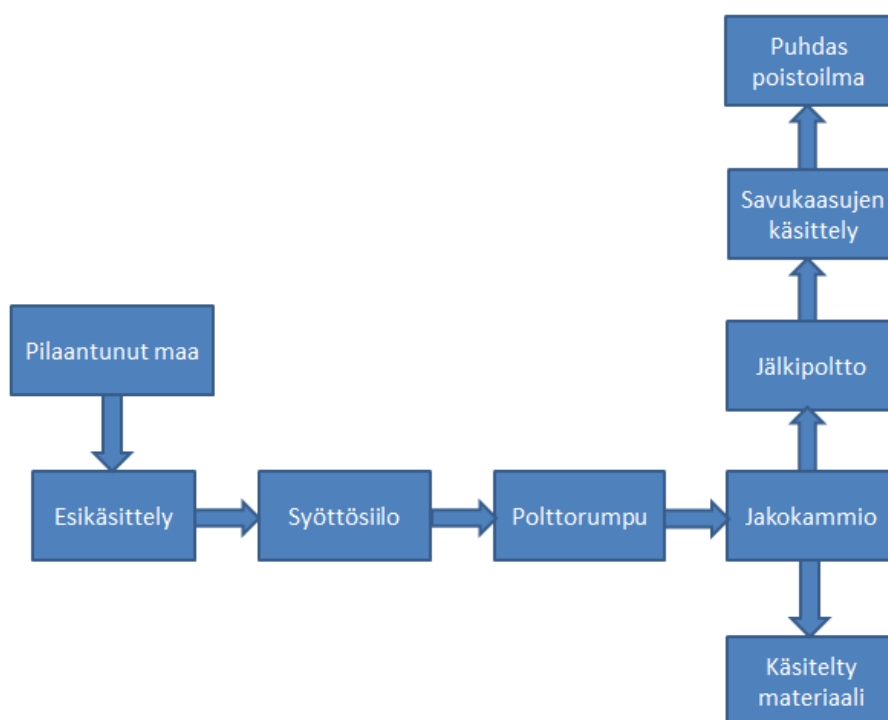 Puhdas
poistoilma
Savukaasujen
käsittely
Pilaantunut maa
Jälkipoltto
Esikäsittely
Syöttösiilo
Polttorumpu
Jakokammio
Käsitelty
materiaali